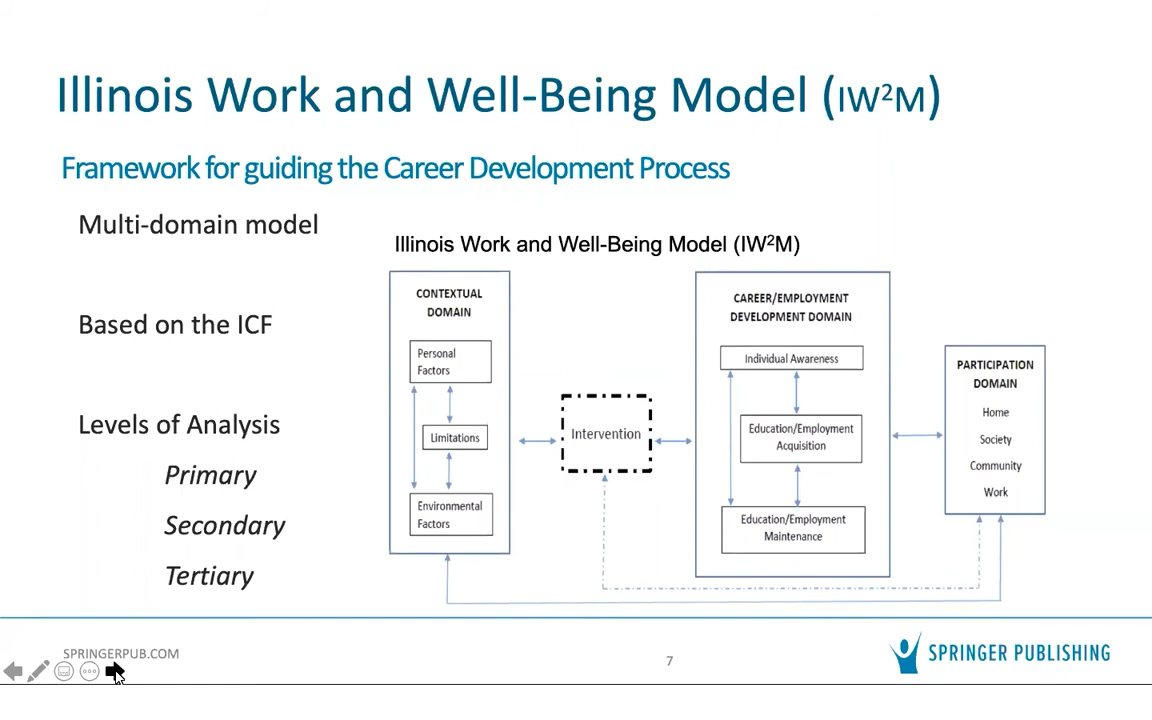 Illinois Work and Well-Being Model (IW²M)
Framework for guiding the Career Development Process
Multi-domain model
Based on the ICF
Levels of Analysis
Primary
Secondary
Tertiary
Illinois Work and Well-Being Model (IW²M)
CONTEXTUAL
DOMAIN
Personal
Factors
Limitations
Environmental
Factors
Intervention
CAREER/EMPLOYMENT
DEVELOPMENT DOMAIN
Individual Awareness
Education/Employment
Acquisition
Education/Employment
Maintenance
PARTICIPATION
DOMAIN
Home
Society
Community
Work
SPRINGERPUB.COM
7
SPRINGER PUBLISHING